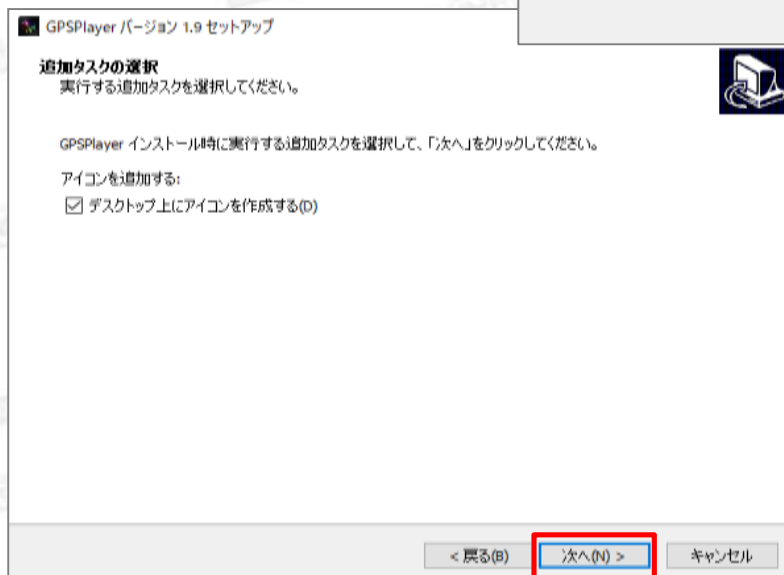 GPSPlayer バージョン 1.9 セットアップ
追加タスクの選択
実行する追加タスクを選択してください。
GPSPlayer インストール時に実行する追加タスクを選択して、「次へ」をクリックしてください。
アイコンを追加する:
デスクトップ上にアイコンを作成する(D)
< 戻る(B)
次へ(N) >
キャンセル